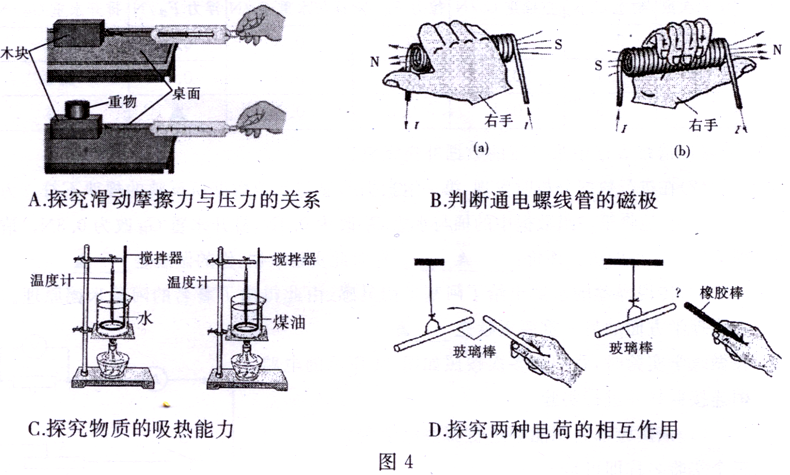 木块
重物
桌面
A.探究滑动摩擦力与压力的关系
N
S
I
I
右手
(a)
S
N
I
I
右手
(b)
B.判断通电螺线管的磁极
搅拌器
温度计
水
搅拌器
温度计
煤油
C.探究物质的吸热能力
玻璃棒
?
橡胶棒
玻璃棒
D.探究两种电荷的相互作用
图 4